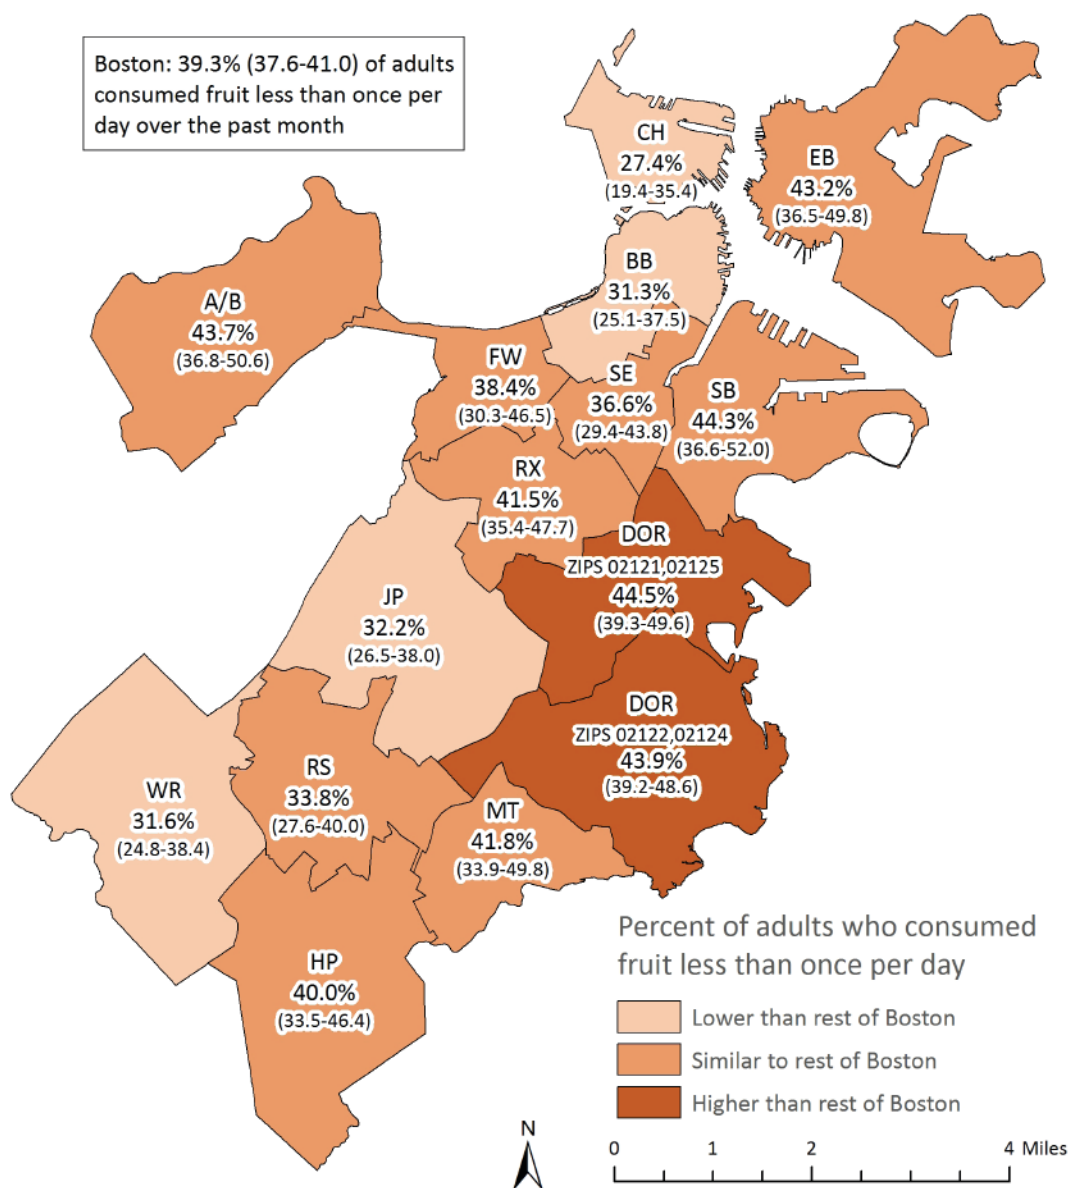 Boston: 39.3% (37.6-41.0) of adults
consumed fruit less than once per
day over the past month
CH
27.4%
(19.4-35.4)
EB
43.2%
(36.5-49.8)
BB
31.3%
(25.1-37.5)
A/B
43.7%
(36.8-50.6)
FW
38.4%
(30.3-46.5)
SE
36.6%
(29.4-43.8)
SB
44.3%
(36.6-52.0)
RX
41.5%
(35.4-47.7)
DOR
ZIPS 02121,02125
44.5%
(39.3-49.6)
JP
32.2%
(26.5-38.0)
DOR
ZIPS 02122,02124
43.9%
(39.2-48.6)
RS
33.8%
(27.6-40.0)
WR
31.6%
(24.8-38.4)
MT
41.8%
(33.9-49.8)
HP
40.0%
(33.5-46.4)
Percent of adults who consumed
fruit less than once per day
Lower than rest of Boston
Similar to rest of Boston
Higher than rest of Boston
N
0 1 2 4 Miles